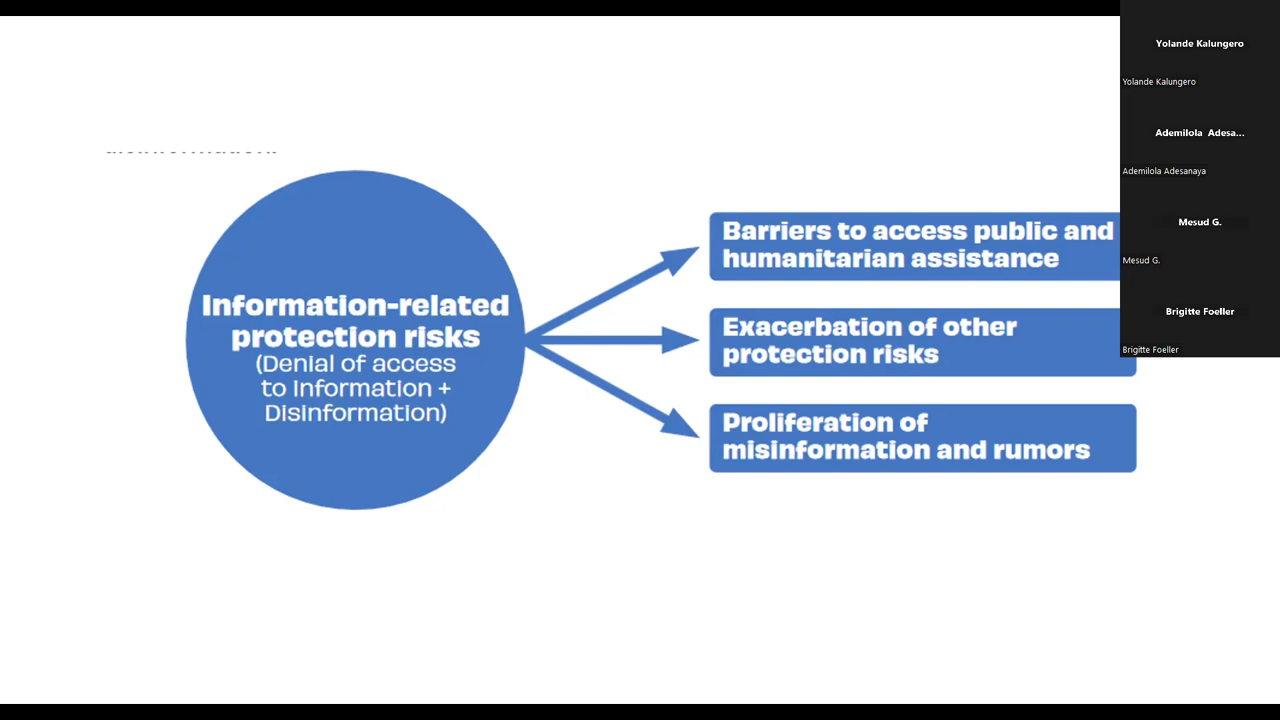 Information-related
protection risks
(Denial of access
to information +
Disinformation)
Barriers to access public and
humanitarian assistance
Exacerbation of other
protection risks
Proliferation of
misinformation and rumors
Yolande Kalungero
Yolande Kalungero
Ademilola Adesa...
Ademilola Adesanaya
Mesud G.
Mesud G.
Brigitte Foeller
Brigitte Foeller